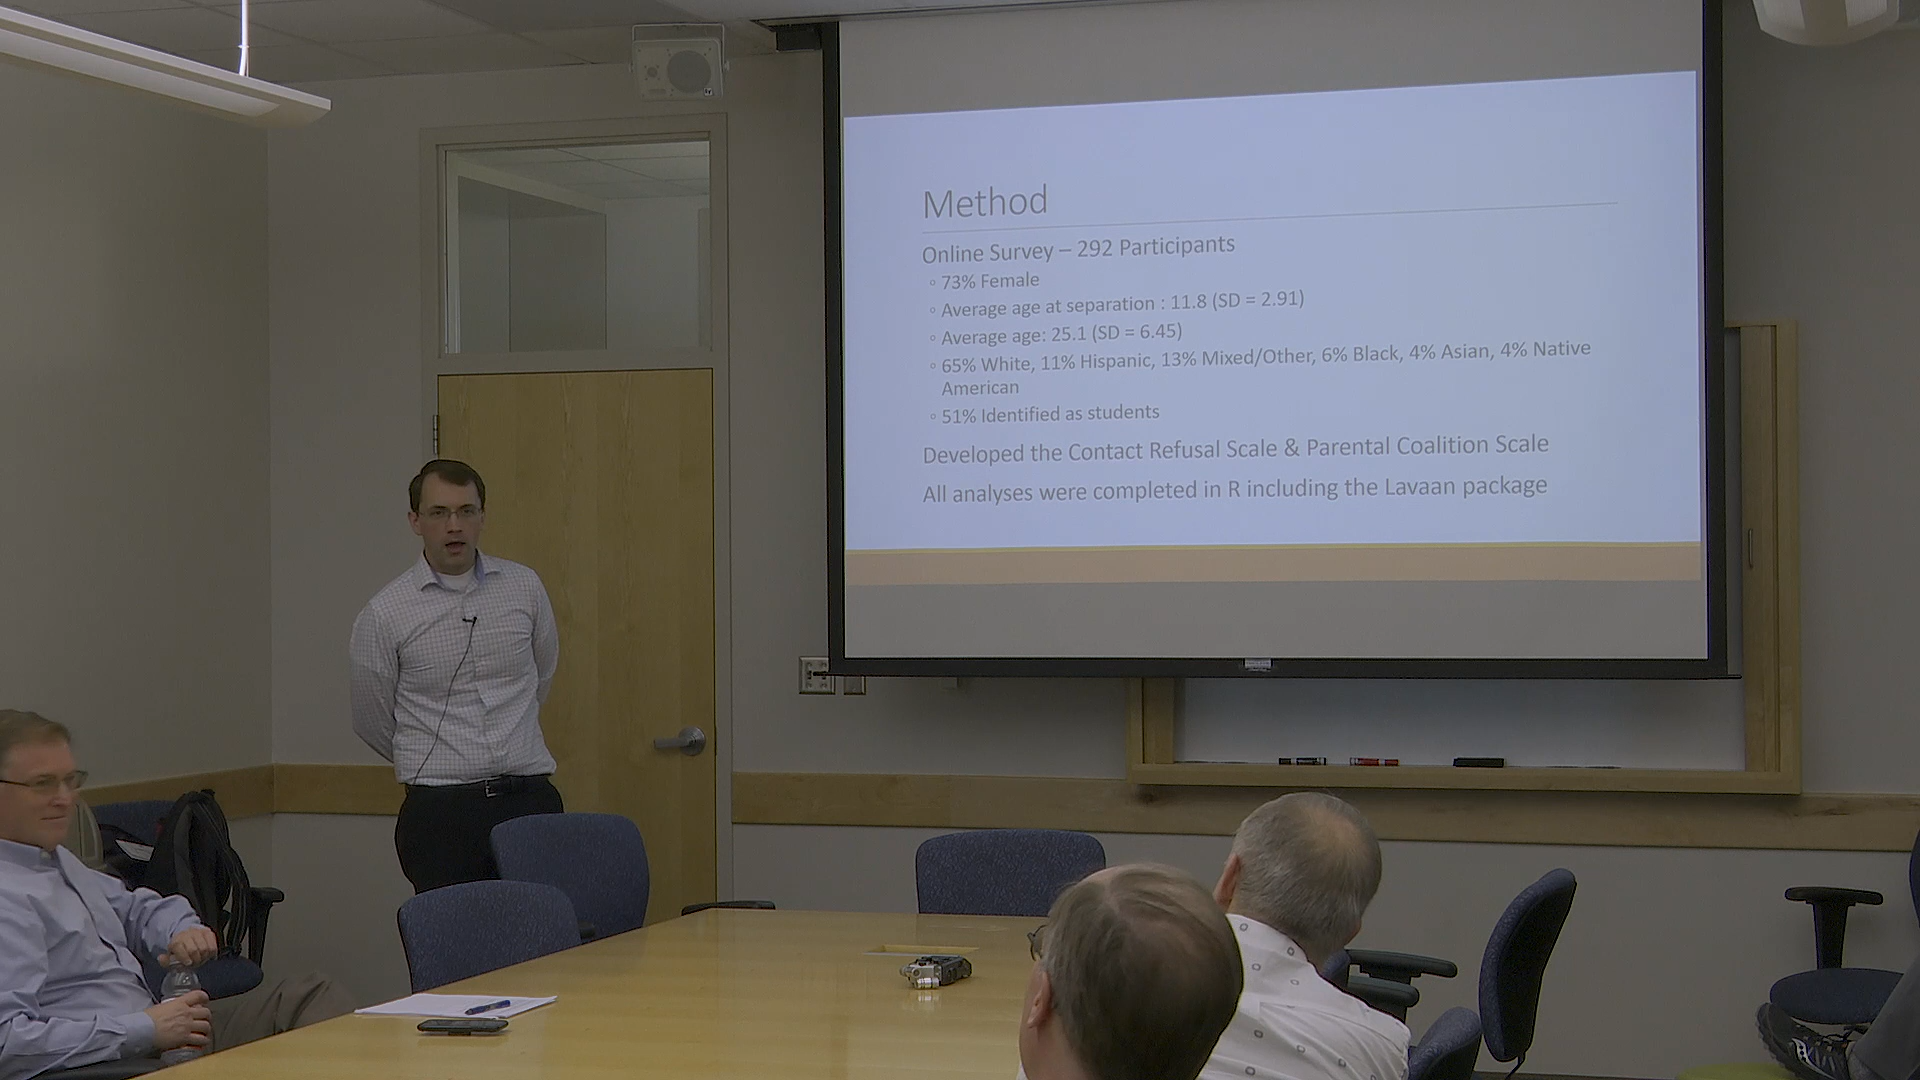 Method
Online Survey – 292 Participants
◦ 73% Female
◦ Average age at separation : 11.8 (SD = 2.91)
◦ Average age: 25.1 (SD = 6.45)
◦ 65% White, 11% Hispanic, 13% Mixed/Other, 6% Black, 4% Asian, 4% Native
American
◦ 51% Identified as students
Developed the Contact Refusal Scale & Parental Coalition Scale
All analyses were completed in R including the Lavaan package